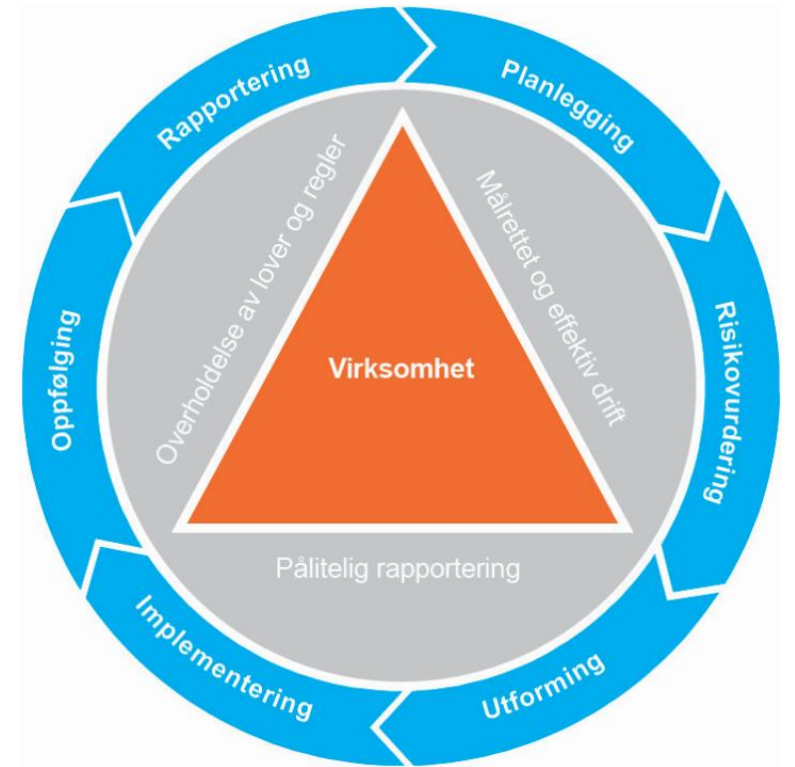 Planlegging
Risikovurdering
Utforming
Implementering
Oppfølging
Rapportering
Overholdelse av lover og regler
Målrettet og effektiv drift
Virksomhet
Pålitelig rapportering